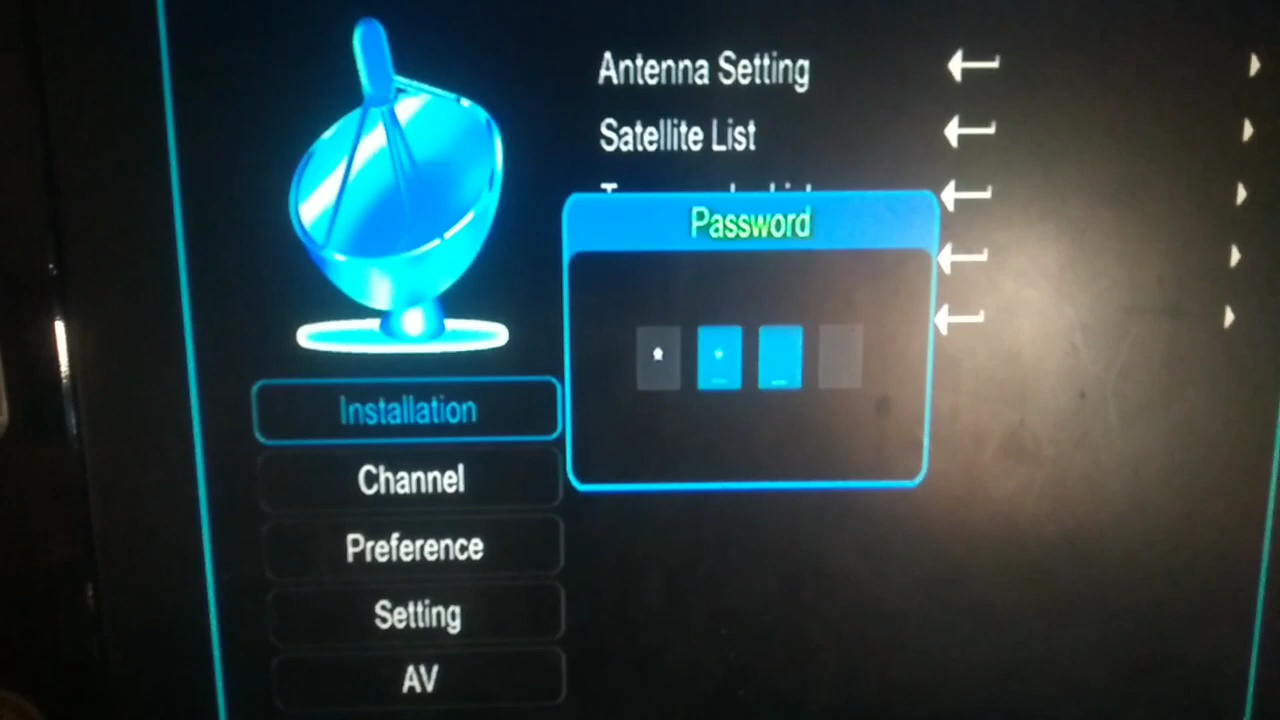 Antenna Setting
Satellite List
Password
Installation
Channel
Preference
Setting
AV